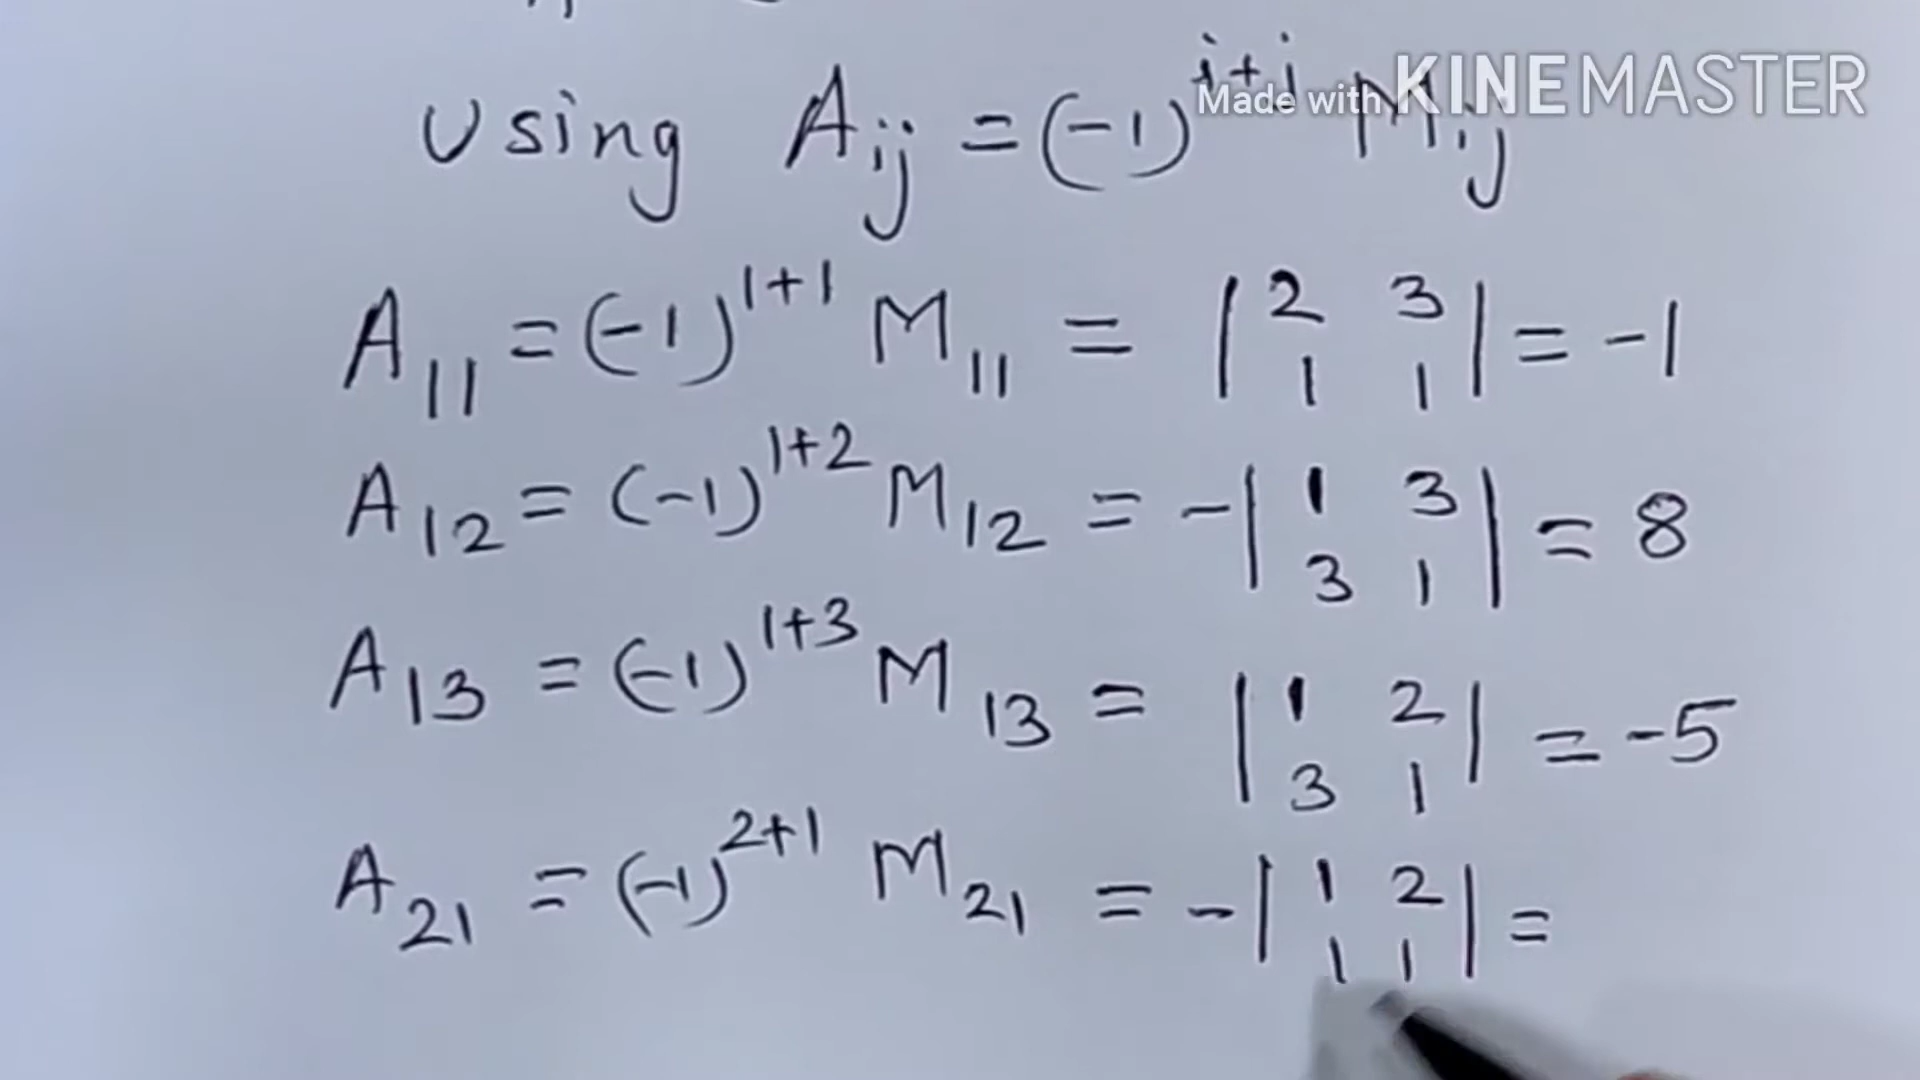 Using A_ij = (-1)^i+j M_ij
Made with KINEMASTER
A_11 = (-1)^1+1 M_11 = | 2 3 | = -1
1 1
A_12 = (-1)^1+2 M_12 = -| 1 3 | = 8
3 1
A_13 = (-1)^1+3 M_13 = | 1 2 | = -5
3 1
A_21 = (-1)^2+1 M_21 = -| 1 2 | =
1 1